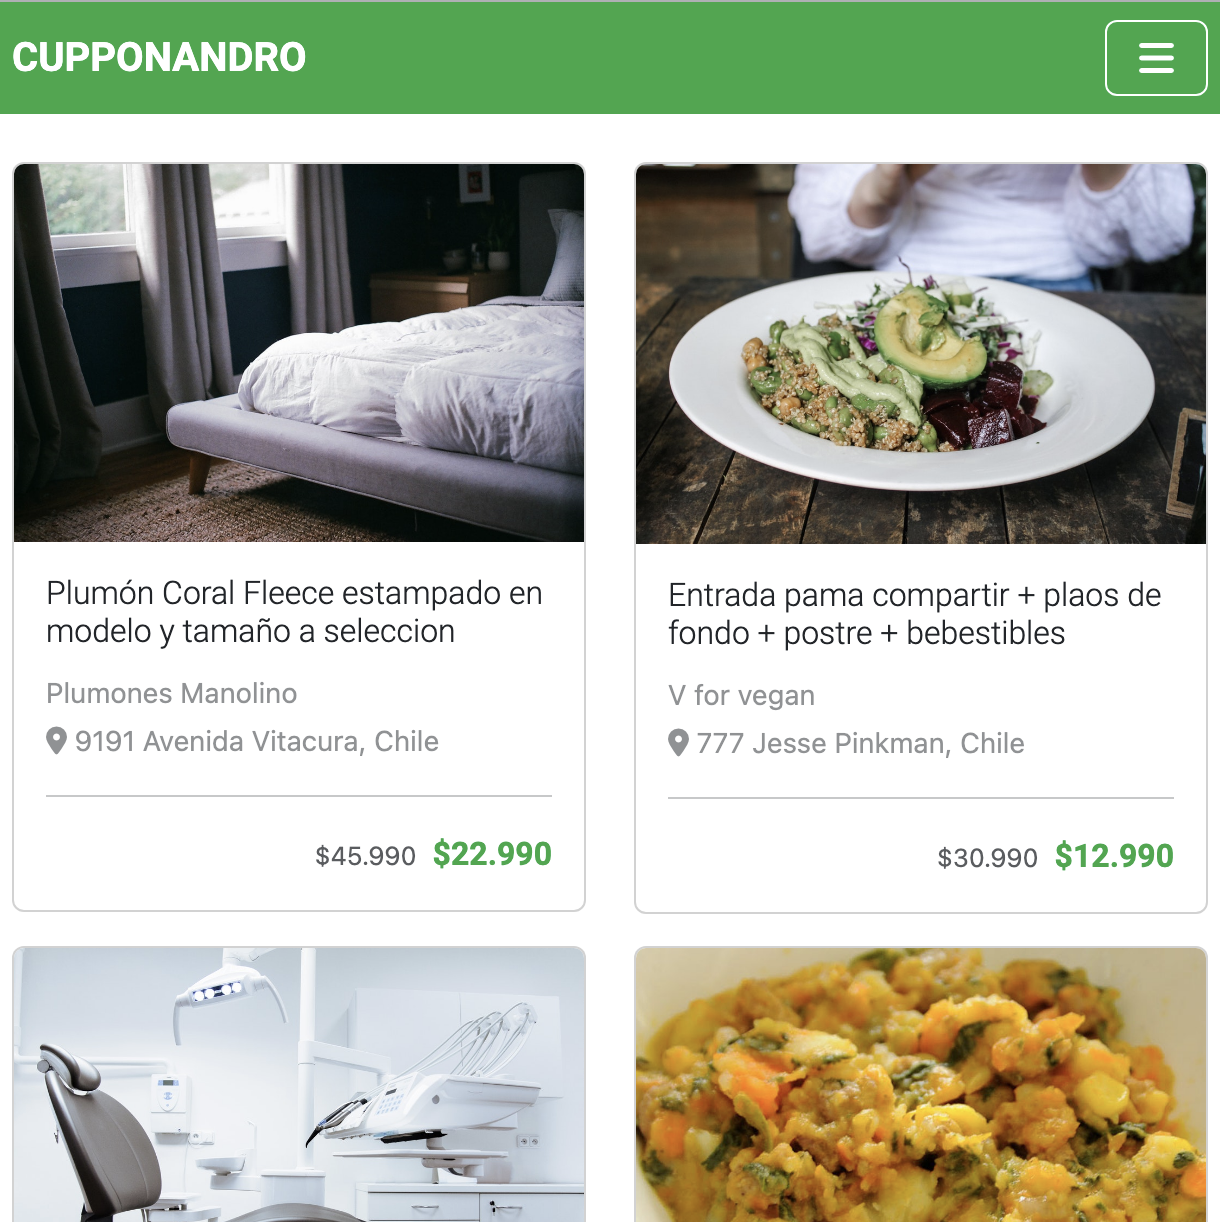 CUPPONANDRO
Plumón Coral Fleece estampado en
modelo y tamaño a seleccion
Plumones Manolino
9191 Avenida Vitacura, Chile
$45.990 $22.990
Entrada pama compartir + plaos de
fondo + postre + bebestibles
V for vegan
777 Jesse Pinkman, Chile
$30.990 $12.990